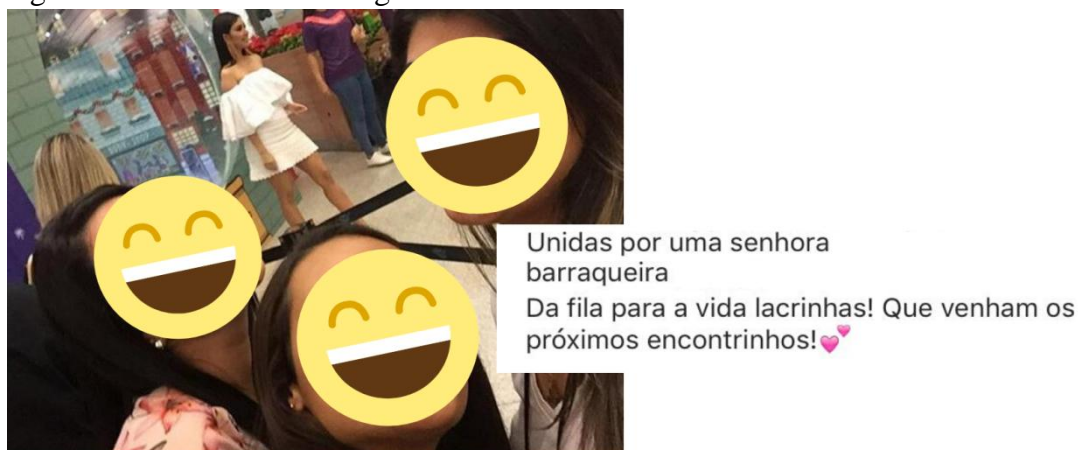 Unidas por uma senhora
barraqueira
Da fila para a vida lacrinhas! Que venham os
próximos encontrinhos!💕